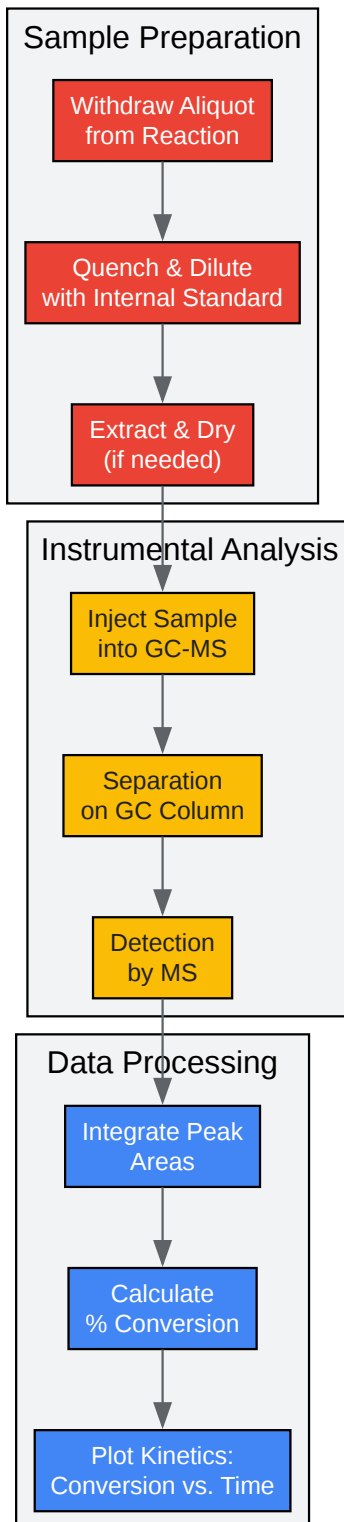 Sample Preparation
Withdraw Aliquot
from Reaction
Quench & Dilute
with Internal Standard
Extract & Dry
(if needed)
Instrumental Analysis
Inject Sample
into GC-MS
Separation
on GC Column
Detection
by MS
Data Processing
Integrate Peak
Areas
Calculate
% Conversion
Plot Kinetics:
Conversion vs. Time